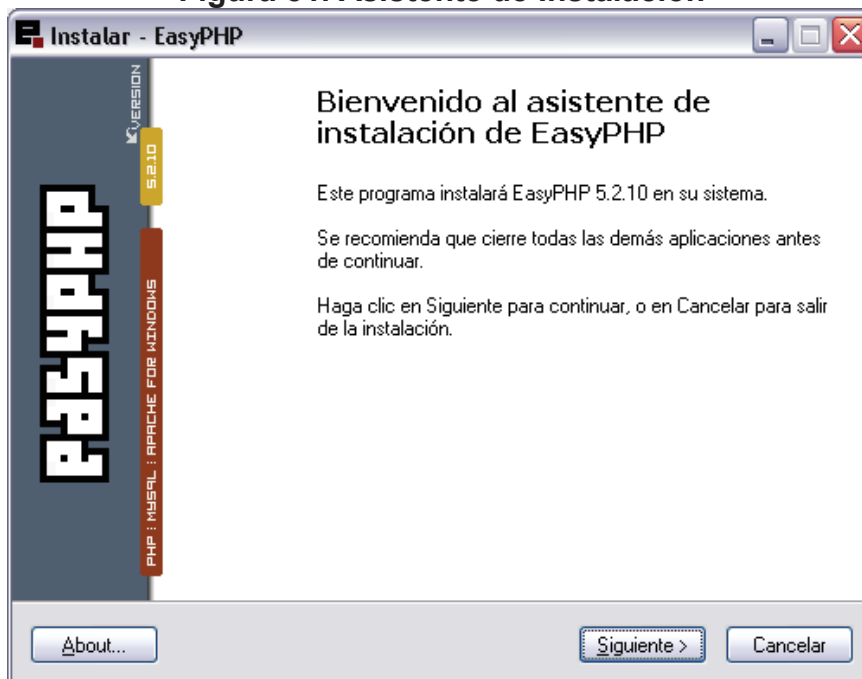 Instalar - EasyPHP
VERSION
5.2.10
easyPHP
PHP : MYSQL : APACHE FOR WINDOWS
Bienvenido al asistente de
instalación de EasyPHP
Este programa instalará EasyPHP 5.2.10 en su sistema.
Se recomienda que cierre todas las demás aplicaciones antes
de continuar.
Haga clic en Siguiente para continuar, o en Cancelar para salir
de la instalación.
About...
Siguiente >
Cancelar